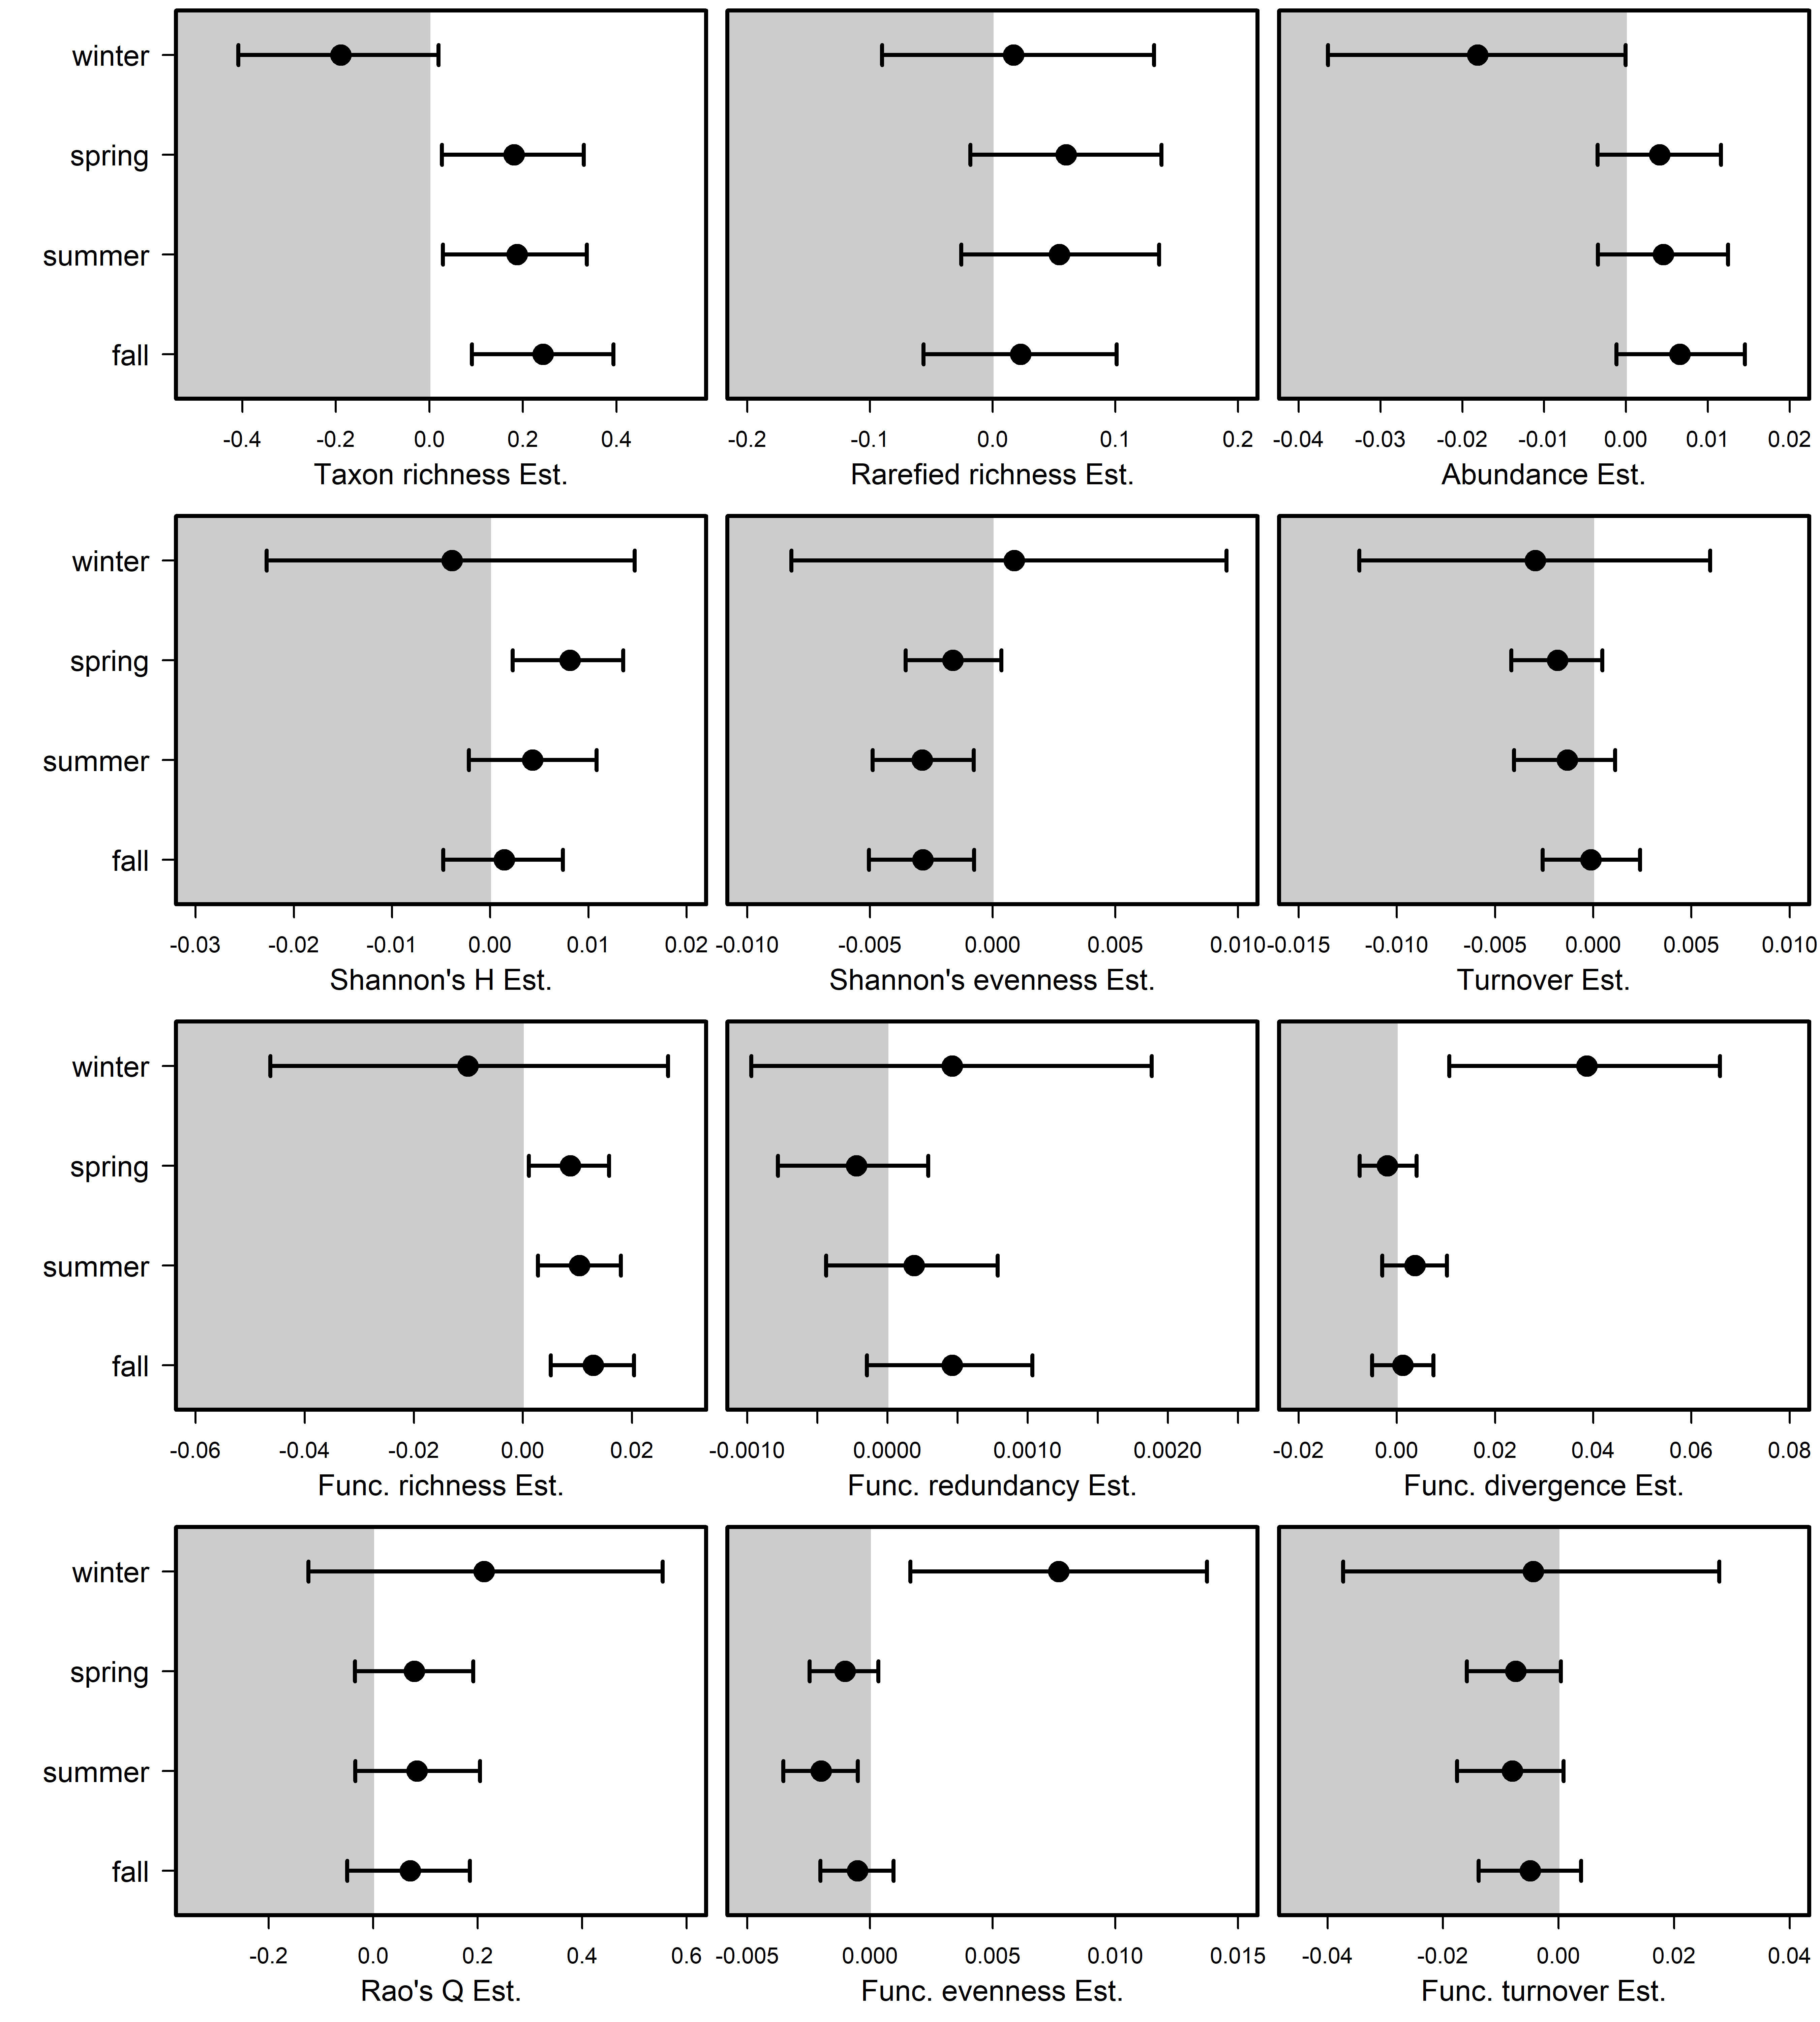 winter
spring
summer
fall
-0.4 -0.2 0.0 0.2 0.4
Taxon richness Est.
-0.2 -0.1 0.0 0.1 0.2
Rarefied richness Est.
-0.04 -0.03 -0.02 -0.01 0.00 0.01 0.02
Abundance Est.
winter
spring
summer
fall
-0.03 -0.02 -0.01 0.00 0.01 0.02
Shannon's H Est.
-0.010 -0.005 0.000 0.005 0.010
Shannon's evenness Est.
-0.015 -0.010 -0.005 0.000 0.005 0.010
Turnover Est.
winter
spring
summer
fall
-0.06 -0.04 -0.02 0.00 0.02
Func. richness Est.
-0.0010 0.0000 0.0010 0.0020
Func. redundancy Est.
-0.02 0.00 0.02 0.04 0.06 0.08
Func. divergence Est.
winter
spring
summer
fall
-0.2 0.0 0.2 0.4 0.6
Rao's Q Est.
-0.005 0.000 0.005 0.010 0.015
Func. evenness Est.
-0.04 -0.02 0.00 0.02 0.04
Func. turnover Est.